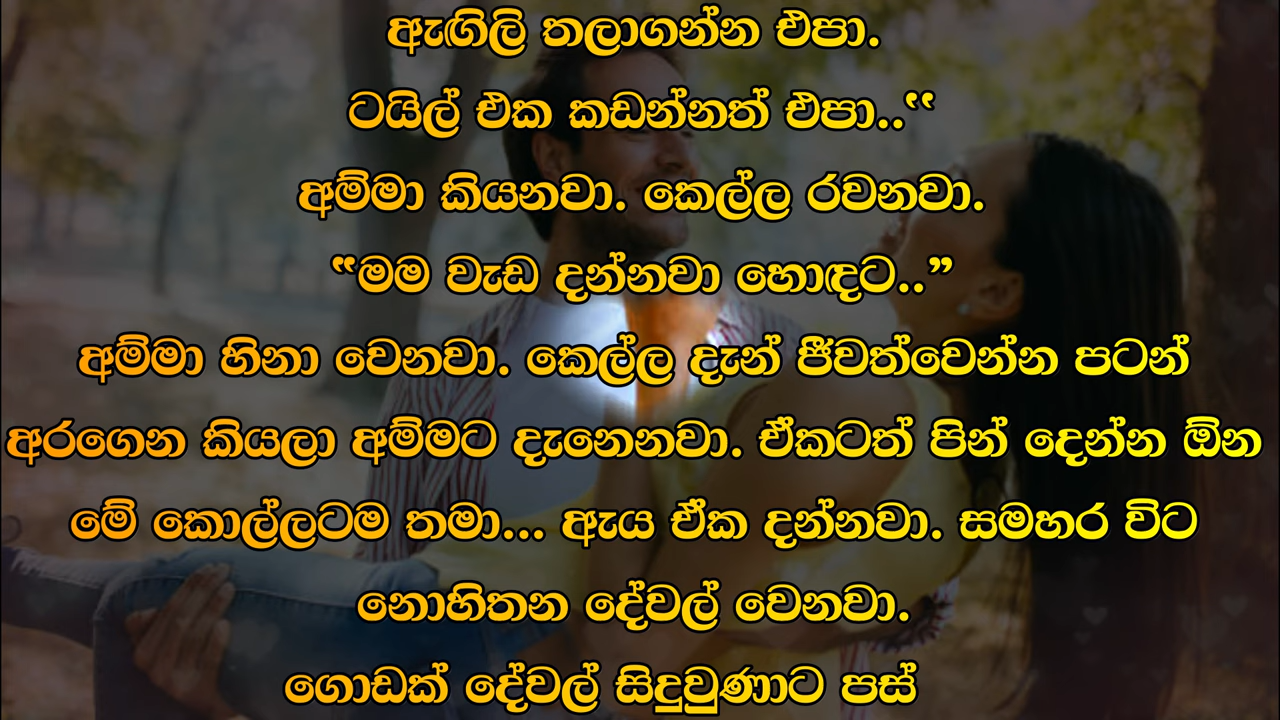 ඇඟිලි තලාගන්න එපා.
ටයිල් එක කඩන්නත් එපා..‛‛
අම්මා කියනවා. කෙල්ල රවනවා.
‟මම වැඩ දන්නවා හොඳට..”
අම්මා හිනා වෙනවා. කෙල්ල දැන් ජීවත්වෙන්න පටන්
අරගෙන කියලා අම්මට දැනෙනවා. ඒකටත් පින් දෙන්න ඕන
මේ කොල්ලටම තමා... ඇය ඒක දන්නවා. සමහර විට
නොහිතන දේවල් වෙනවා.
ගොඩක් දේවල් සිදුවුණාට පස්